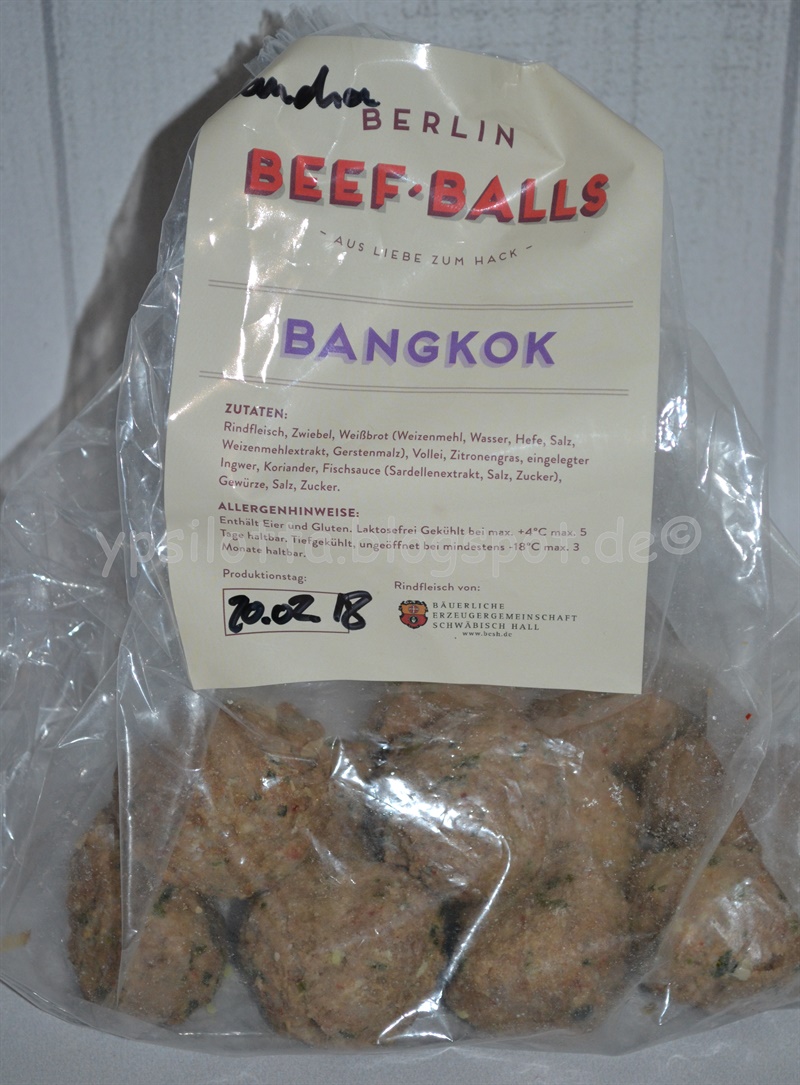 BERLIN
BEEF·BALLS
- AUS LIEBE ZUM HACK -
BANGKOK
ZUTATEN:
Rindfleisch, Zwiebel, Weißbrot (Weizenmehl, Wasser, Hefe, Salz,
Weizenmehlextrakt, Gerstenmalz), Vollei, Zitronengras, eingelegter
Ingwer, Koriander, Fischsauce (Sardellenextrakt, Salz, Zucker),
Gewürze, Salz, Zucker.
ALLERGENHINWEISE:
Enthält Eier und Gluten. Laktosefrei Gekühlt bei max. +4°C max. 5
Tage haltbar. Tiefgekühlt, ungeöffnet bei mindestens -18°C max. 3
Monate haltbar.
Produktionstag:
20.02 18
Rindfleisch von:
BÄUERLICHE
ERZEUGERGEMEINSCHAFT
SCHWÄBISCH HALL
www.besh.de